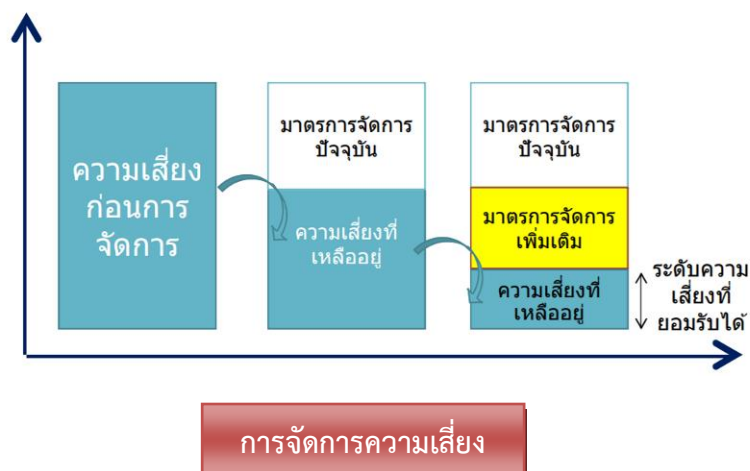 ความเสี่ยง
ก่อนการ
จัดการ
มาตรการจัดการ
ปัจจุบัน
ความเสี่ยงที่
เหลืออยู่
มาตรการจัดการ
ปัจจุบัน
มาตรการจัดการ
เพิ่มเติม
ความเสี่ยงที่
เหลืออยู่
ระดับความ
เสี่ยงที่
ยอมรับได้
การจัดการความเสี่ยง